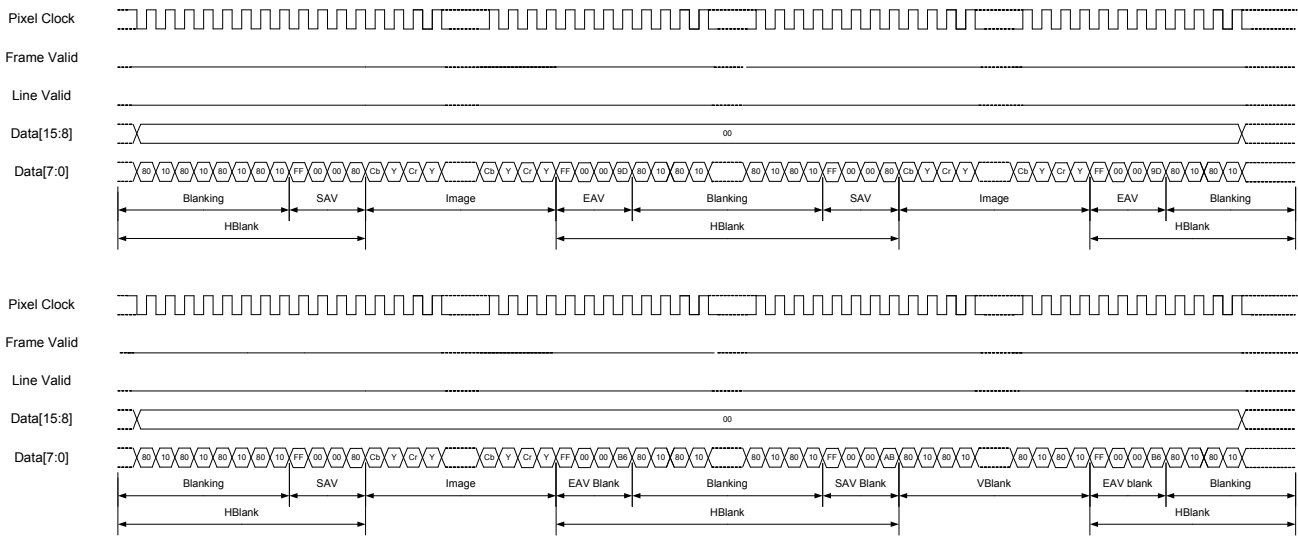 Pixel Clock
Frame Valid
Line Valid
Data[15:8] 00
Data[7:0] 80 10 80 10 80 10 80 10 FF 00 00 80 Cb Y Cr Y Cb Y Cr Y FF 00 00 9D 80 10 80 10 80 10 80 10 FF 00 00 80 Cb Y Cr Y Cb Y Cr Y FF 00 00 9D 80 10 80 10
Blanking SAV Image EAV Blanking SAV Image EAV Blanking
HBlank HBlank HBlank
Pixel Clock
Frame Valid
Line Valid
Data[15:8] 00
Data[7:0] 80 10 80 10 80 10 80 10 FF 00 00 80 Cb Y Cr Y Cb Y Cr Y FF 00 00 B6 80 10 80 10 80 10 80 10 FF 00 00 AB 80 10 80 10 80 10 80 10 FF 00 00 B6 80 10 80 10
Blanking SAV Image EAV Blank Blanking SAV Blank VBlank EAV blank Blanking
HBlank HBlank HBlank